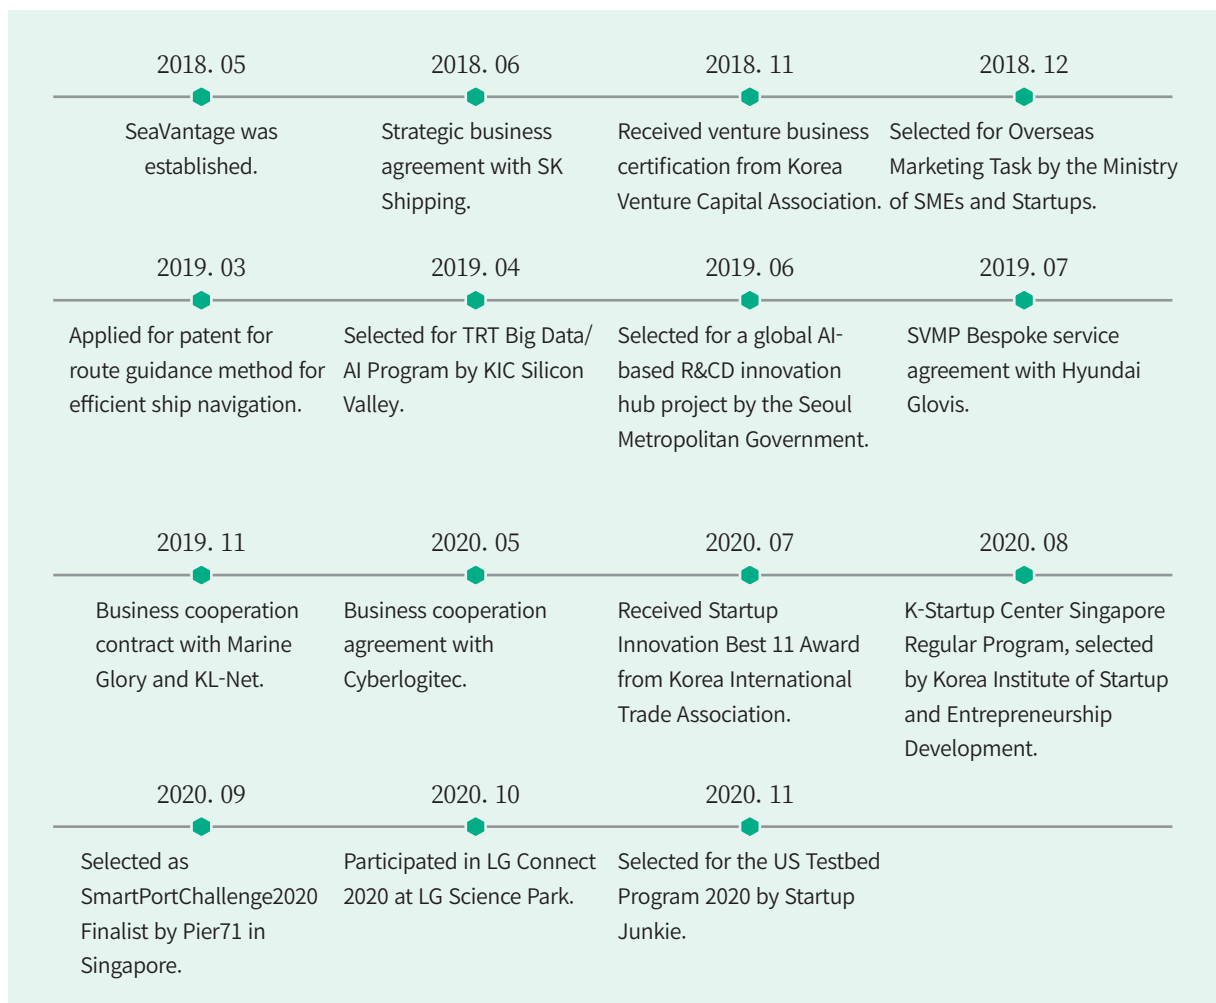 2018. 05
SeaVantage was
established.
2018. 06
Strategic business
agreement with SK
Shipping.
2018. 11
Received venture business
certification from Korea
Venture Capital Association.
2018. 12
Selected for Overseas
Marketing Task by the Ministry
of SMEs and Startups.
2019. 03
Applied for patent for
route guidance method for
efficient ship navigation.
2019. 04
Selected for TRT Big Data/
AI Program by KIC Silicon
Valley.
2019. 06
Selected for a global AI-
based R&CD innovation
hub project by the Seoul
Metropolitan Government.
2019. 07
SVMP Bespoke service
agreement with Hyundai
Glovis.
2019. 11
Business cooperation
contract with Marine
Glory and KL-Net.
2020. 05
Business cooperation
agreement with
Cyberlogitec.
2020. 07
Received Startup
Innovation Best 11 Award
from Korea International
Trade Association.
2020. 08
K-Startup Center Singapore
Regular Program, selected
by Korea Institute of Startup
and Entrepreneurship
Development.
2020. 09
Selected as
SmartPortChallenge2020
Finalist by Pier71 in
Singapore.
2020. 10
Participated in LG Connect
2020 at LG Science Park.
2020. 11
Selected for the US Testbed
Program 2020 by Startup
Junkie.